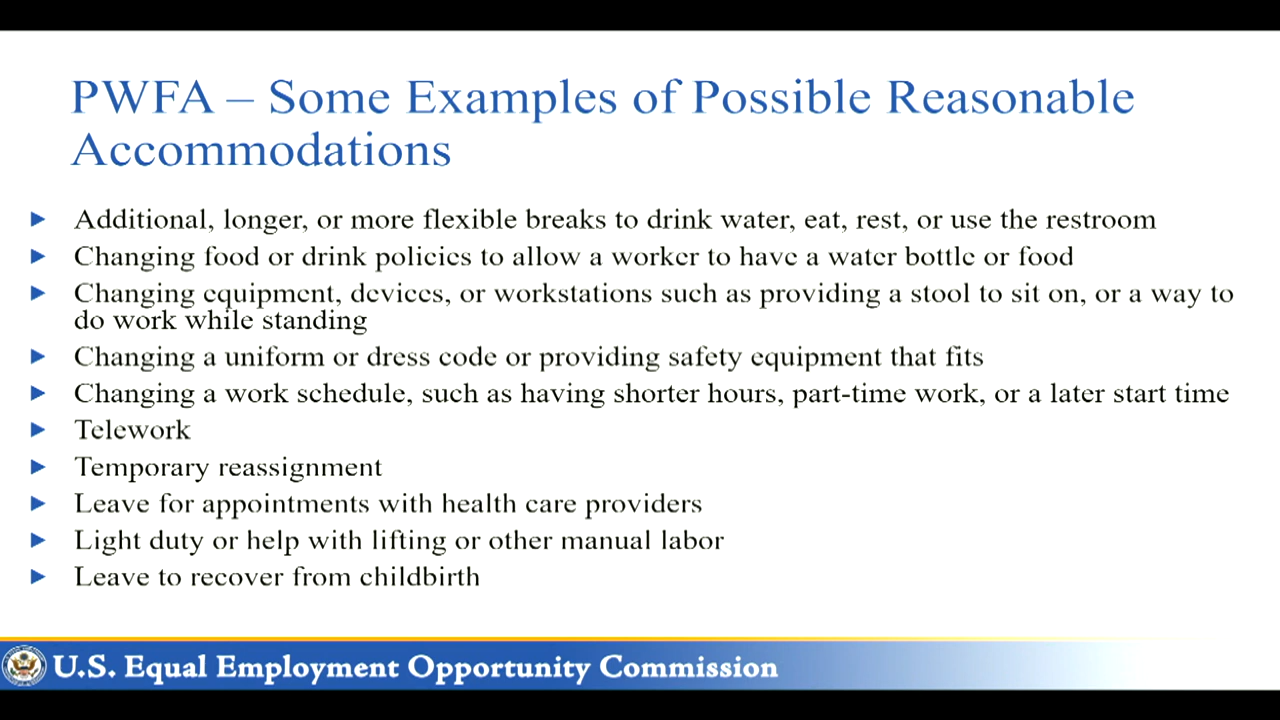 PWFA – Some Examples of Possible Reasonable
Accommodations
Additional, longer, or more flexible breaks to drink water, eat, rest, or use the restroom
Changing food or drink policies to allow a worker to have a water bottle or food
Changing equipment, devices, or workstations such as providing a stool to sit on, or a way to
do work while standing
Changing a uniform or dress code or providing safety equipment that fits
Changing a work schedule, such as having shorter hours, part-time work, or a later start time
Telework
Temporary reassignment
Leave for appointments with health care providers
Light duty or help with lifting or other manual labor
Leave to recover from childbirth
U.S. Equal Employment Opportunity Commission